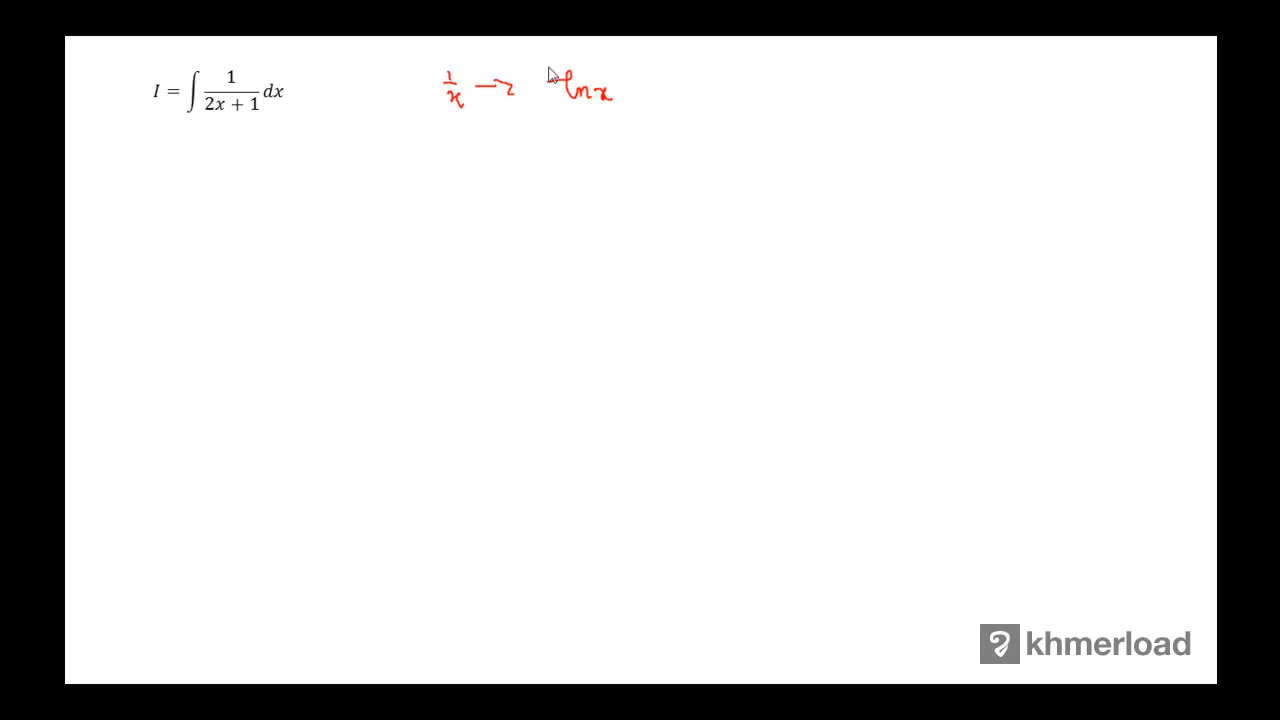 I = ∫ 1/(2x + 1) dx
1/x → ln x
khmerload